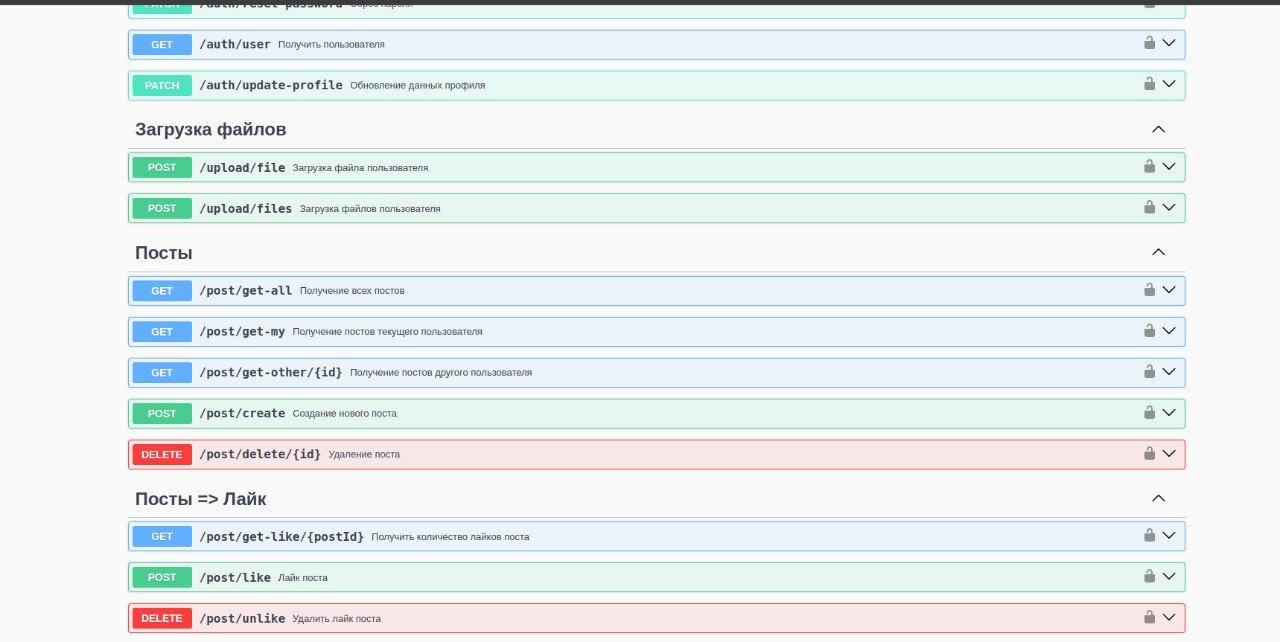 PATCH /auth/reset-password Сброс пароля
GET /auth/user Получить пользователя
PATCH /auth/update-profile Обновление данных профиля
Загрузка файлов
POST /upload/file Загрузка файла пользователя
POST /upload/files Загрузка файлов пользователя
Посты
GET /post/get-all Получение всех постов
GET /post/get-my Получение постов текущего пользователя
GET /post/get-other/{id} Получение постов другого пользователя
POST /post/create Создание нового поста
DELETE /post/delete/{id} Удаление поста
Посты => Лайк
GET /post/get-like/{postId} Получить количество лайков поста
POST /post/like Лайк поста
DELETE /post/unlike Удалить лайк поста